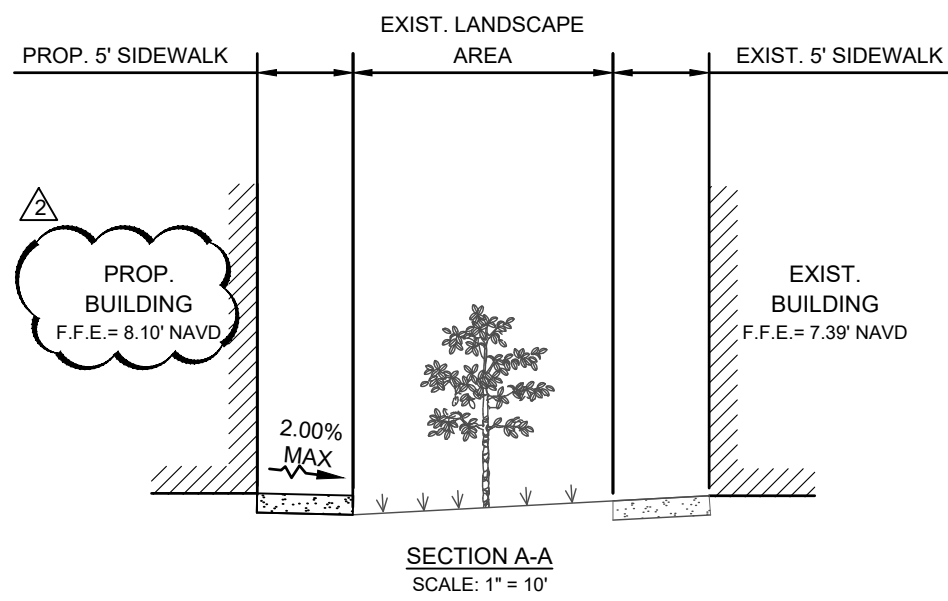 EXIST. LANDSCAPE
AREA
PROP. 5' SIDEWALK
EXIST. 5' SIDEWALK
2
PROP.
BUILDING
F.F.E.= 8.10' NAVD
EXIST.
BUILDING
F.F.E.= 7.39' NAVD
2.00%
MAX
SECTION A-A
SCALE: 1" = 10'